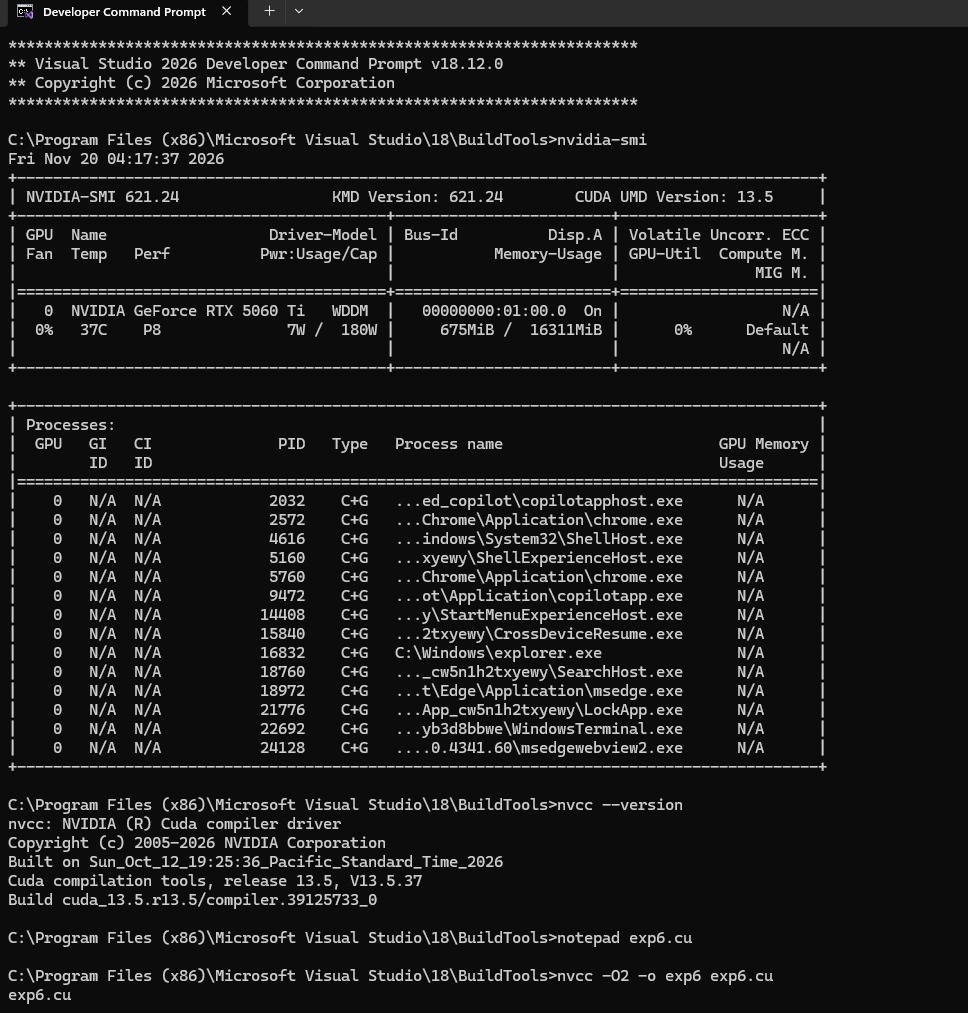 Developer Command Prompt
**********************************************************************
** Visual Studio 2026 Developer Command Prompt v18.12.0
** Copyright (c) 2026 Microsoft Corporation
**********************************************************************
C:\Program Files (x86)\Microsoft Visual Studio\18\BuildTools>nvidia-smi
Fri Nov 20 04:17:37 2026
+-----------------------------------------------------------------------------------------+
| NVIDIA-SMI 621.24                 KMD Version: 621.24        CUDA UMD Version: 13.5     |
+-----------------------------------------+------------------------+----------------------+
| GPU  Name                  Driver-Model | Bus-Id          Disp.A | Volatile Uncorr. ECC |
| Fan  Temp   Perf          Pwr:Usage/Cap |           Memory-Usage | GPU-Util  Compute M. |
|                                         |                        |               MIG M. |
|=========================================+========================+======================|
|   0  NVIDIA GeForce RTX 5060 Ti   WDDM  |   00000000:01:00.0  On |                  N/A |
|  0%   37C    P8              7W /  180W |     675MiB /  16311MiB |      0%      Default |
|                                         |                        |                  N/A |
+-----------------------------------------+------------------------+----------------------+
+-----------------------------------------------------------------------------------------+
| Processes:                                                                              |
|  GPU   GI   CI              PID   Type   Process name                        GPU Memory |
|        ID   ID                                                               Usage      |
|=========================================================================================|
|    0   N/A  N/A            2032    C+G   ...ed_copilot\copilotapphost.exe      N/A      |
|    0   N/A  N/A            2572    C+G   ...Chrome\Application\chrome.exe      N/A      |
|    0   N/A  N/A            4616    C+G   ...indows\System32\ShellHost.exe      N/A      |
|    0   N/A  N/A            5160    C+G   ...xyewy\ShellExperienceHost.exe      N/A      |
|    0   N/A  N/A            5760    C+G   ...Chrome\Application\chrome.exe      N/A      |
|    0   N/A  N/A            9472    C+G   ...ot\Application\copilotapp.exe      N/A      |
|    0   N/A  N/A           14408    C+G   ...y\StartMenuExperienceHost.exe      N/A      |
|    0   N/A  N/A           15840    C+G   ...2txyewy\CrossDeviceResume.exe      N/A      |
|    0   N/A  N/A           16832    C+G   C:\Windows\explorer.exe               N/A      |
|    0   N/A  N/A           18760    C+G   ..._cw5n1h2txyewy\SearchHost.exe      N/A      |
|    0   N/A  N/A           18972    C+G   ...t\Edge\Application\msedge.exe      N/A      |
|    0   N/A  N/A           21776    C+G   ...App_cw5n1h2txyewy\LockApp.exe      N/A      |
|    0   N/A  N/A           22692    C+G   ...yb3d8bbwe\WindowsTerminal.exe      N/A      |
|    0   N/A  N/A           24128    C+G   ....0.4341.60\msedgewebview2.exe      N/A      |
+-----------------------------------------------------------------------------------------+
C:\Program Files (x86)\Microsoft Visual Studio\18\BuildTools>nvcc --version
nvcc: NVIDIA (R) Cuda compiler driver
Copyright (c) 2005-2026 NVIDIA Corporation
Built on Sun_Oct_12_19:25:36_Pacific_Standard_Time_2026
Cuda compilation tools, release 13.5, V13.5.37
Build cuda_13.5.r13.5/compiler.39125733_0
C:\Program Files (x86)\Microsoft Visual Studio\18\BuildTools>notepad exp6.cu
C:\Program Files (x86)\Microsoft Visual Studio\18\BuildTools>nvcc -O2 -o exp6 exp6.cu
exp6.cu